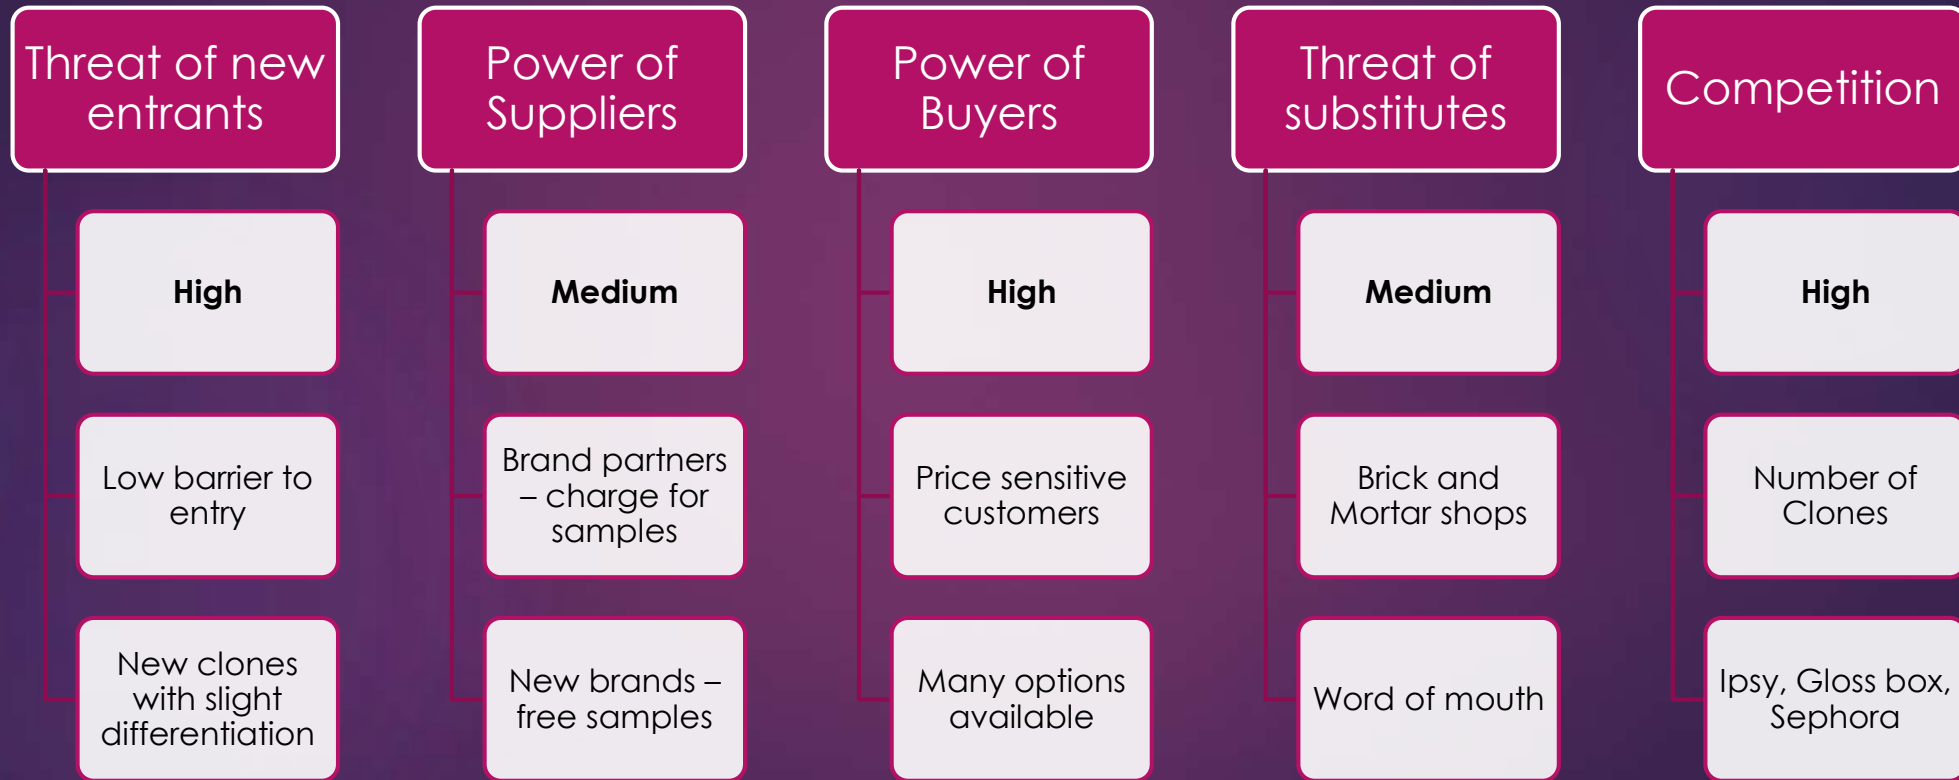 Threat of new
entrants
High
Low barrier to
entry
New clones
with slight
differentiation
Power of
Suppliers
Medium
Brand partners
– charge for
samples
New brands –
free samples
Power of
Buyers
High
Price sensitive
customers
Many options
available
Threat of
substitutes
Medium
Brick and
Mortar shops
Word of mouth
Competition
High
Number of
Clones
Ipsy, Gloss box,
Sephora